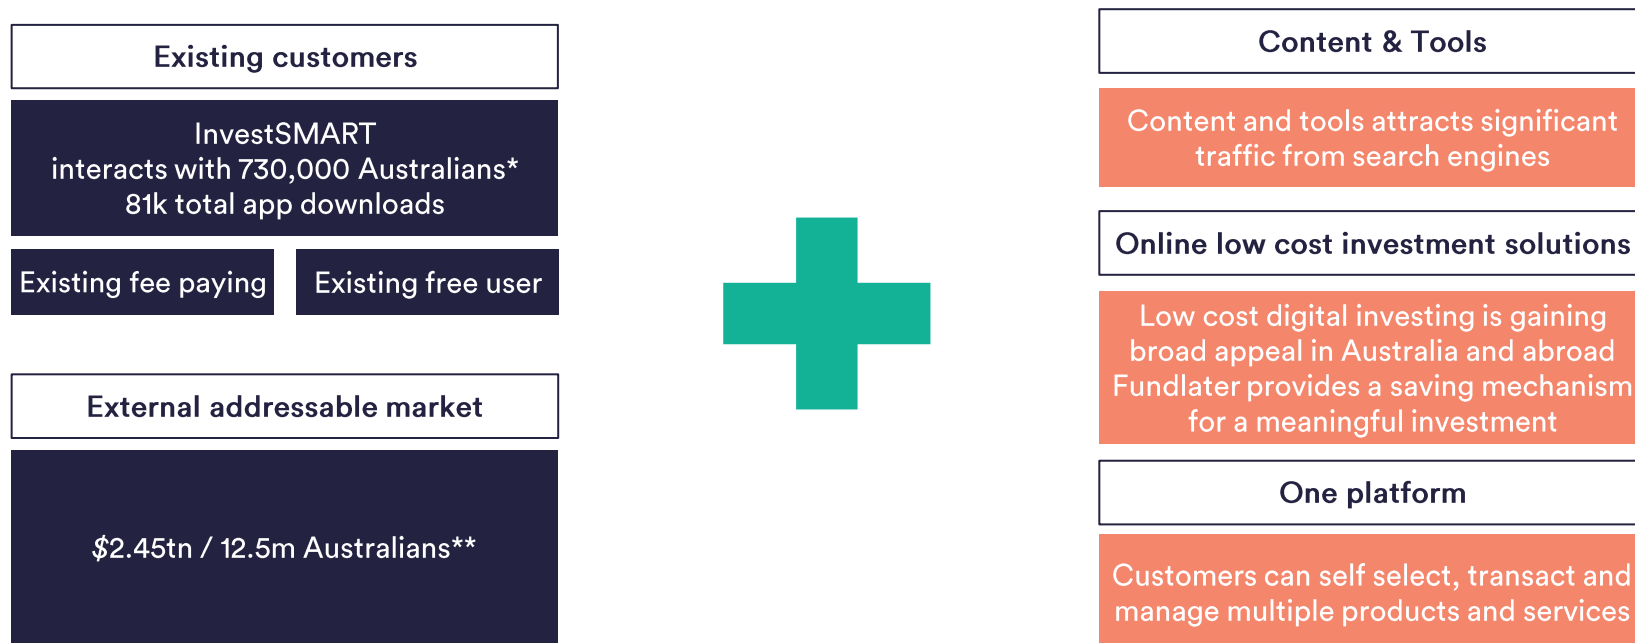 Existing customers
InvestSMART
interacts with 730,000 Australians*
81k total app downloads
Existing fee paying
Existing free user
External addressable market
$2.45tn / 12.5m Australians**
Content & Tools
Content and tools attracts significant
traffic from search engines
Online low cost investment solutions
Low cost digital investing is gaining
broad appeal in Australia and abroad
Fundlater provides a saving mechanism
for a meaningful investment
One platform
Customers can self select, transact and
manage multiple products and services